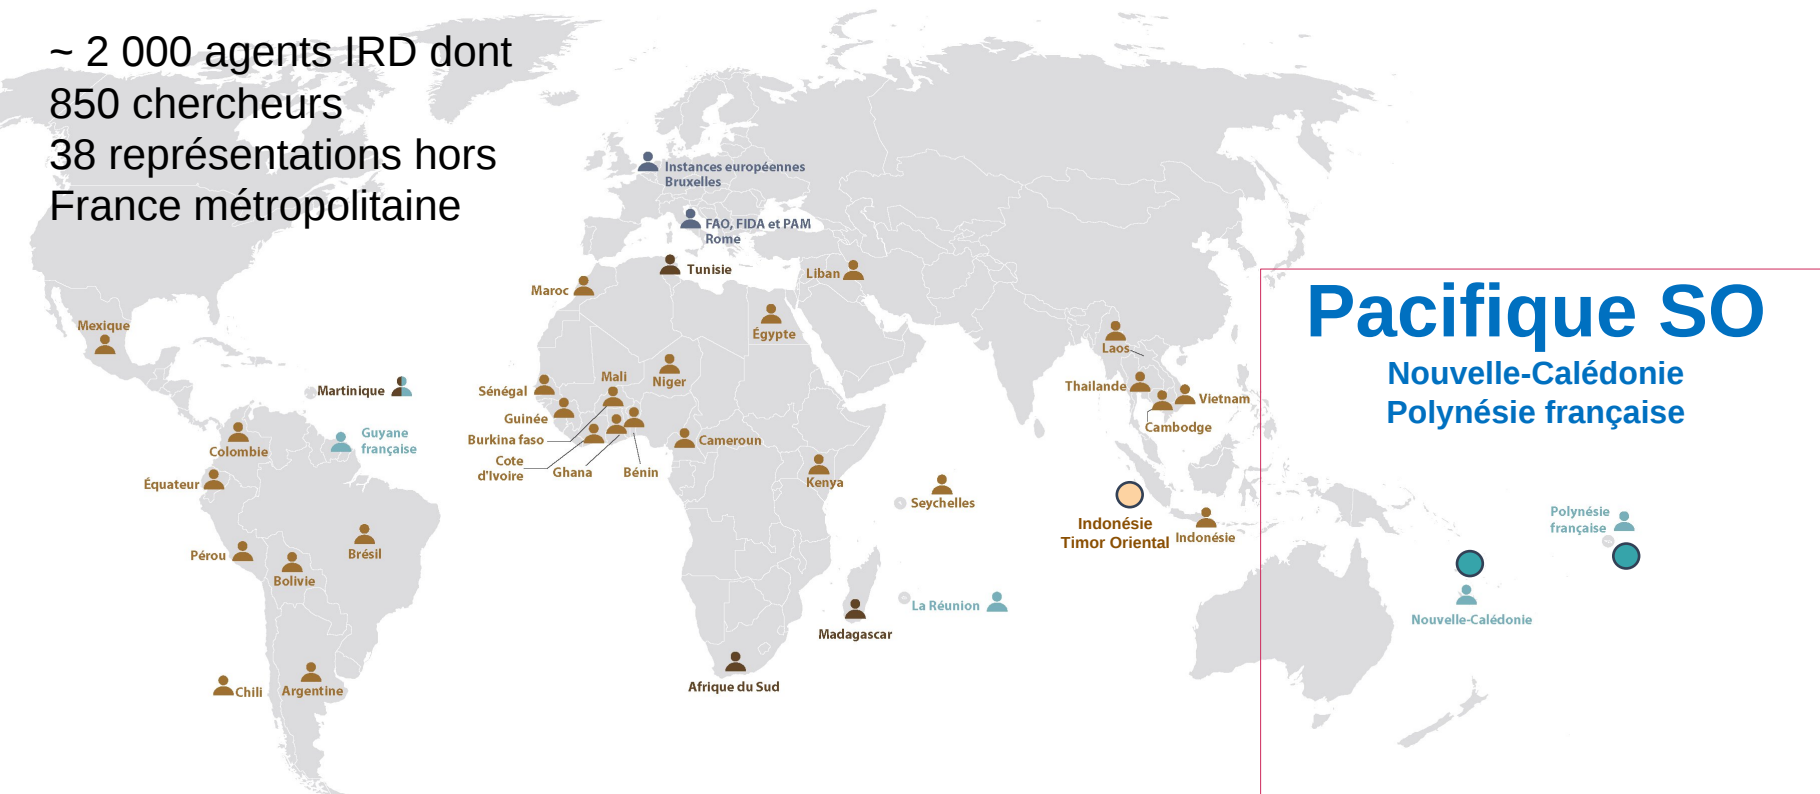 ~ 2 000 agents IRD dont
850 chercheurs
38 représentations hors
France métropolitaine
Instances européennes
Bruxelles
FAO, FIDA et PAM
Rome
Tunisie
Liban
Maroc
Égypte
Mexique
Martinique
Guyane
française
Colombie
Équateur
Pérou
Brésil
Bolivie
Chili
Argentine
Sénégal
Mali
Niger
Guinée
Burkina faso
Cote
d'Ivoire
Ghana
Bénin
Cameroun
Kenya
Seychelles
La Réunion
Madagascar
Afrique du Sud
Laos
Thailande
Vietnam
Cambodge
Indonésie
Timor Oriental
Indonésie
Pacifique SO
Nouvelle-Calédonie
Polynésie française
Polynésie
française
Nouvelle-Calédonie